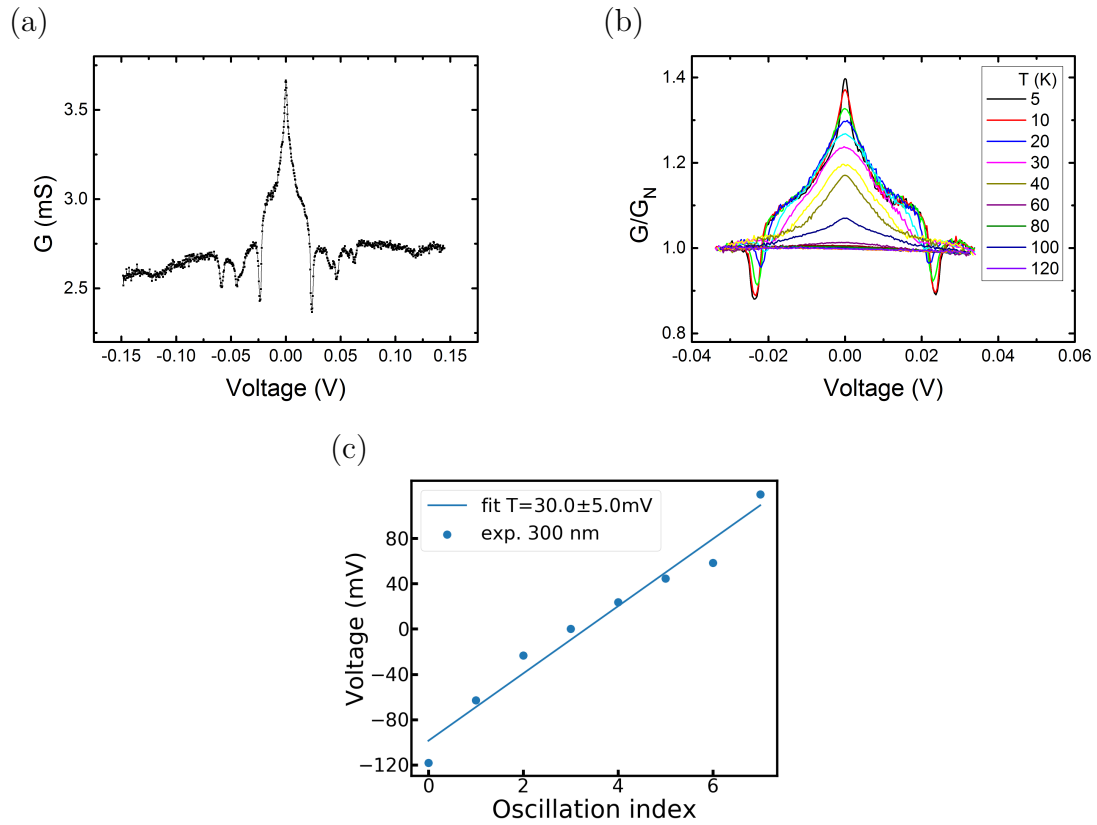 (a)
G (mS)
3.5
3.0
2.5
-0.15 -0.10 -0.05 0.00 0.05 0.10 0.15
Voltage (V)
(b)
G/G_N
1.4
1.2
1.0
0.8
-0.04 -0.02 0.00 0.02 0.04 0.06
Voltage (V)
T (K)
5
10
20
30
40
60
80
100
120
(c)
Voltage (mV)
80
40
0
−40
−80
−120
fit T=30.0±5.0mV
exp. 300 nm
0 2 4 6
Oscillation index